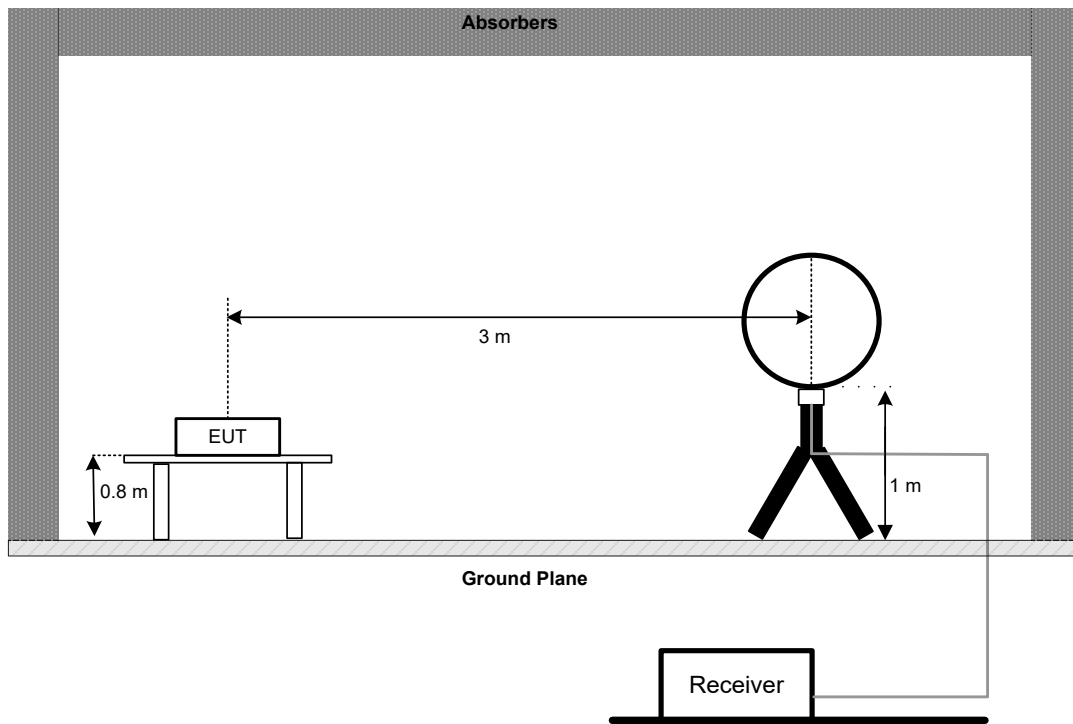 Absorbers
3 m
EUT
0.8 m
1 m
Ground Plane
Receiver